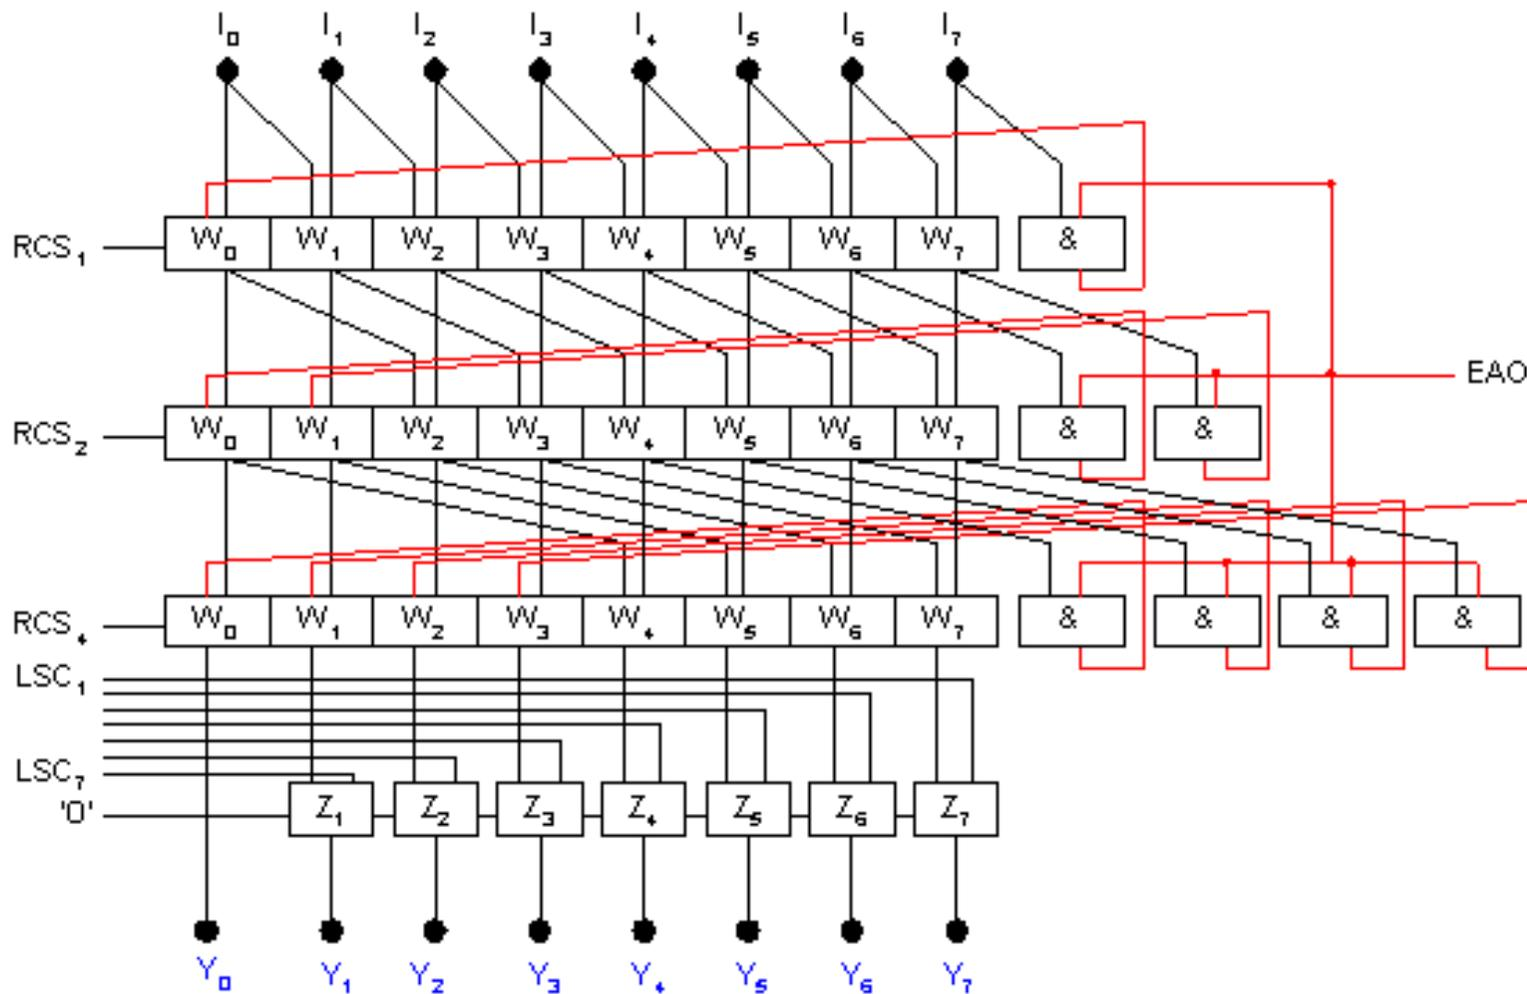 I₀ I₁ I₂ I₃ I₄ I₅ I₆ I₇
RCS₁ W₀ W₁ W₂ W₃ W₄ W₅ W₆ W₇ &
EAO
RCS₂ W₀ W₁ W₂ W₃ W₄ W₅ W₆ W₇ & &
RCS₄ W₀ W₁ W₂ W₃ W₄ W₅ W₆ W₇ & & & &
LSC₁
LSC₇
'0' Z₁ Z₂ Z₃ Z₄ Z₅ Z₆ Z₇
Y₀ Y₁ Y₂ Y₃ Y₄ Y₅ Y₆ Y₇